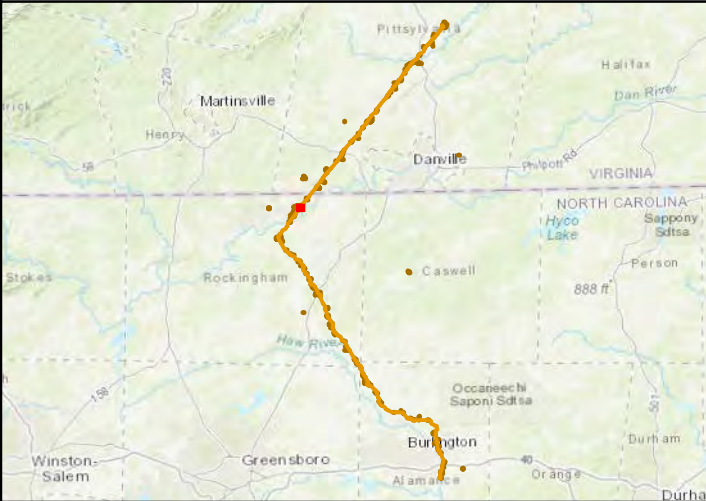 Pittsylvania
220
Halifax
Martinsville
Dan River
Henry
58
Danville
Philpott Rd
VIRGINIA
NORTH CAROLINA
Hyco
Lake
Sappony
Sdtsa
Stokes
Rockingham
Caswell
Person
888 ft
Haw River
158
Occaneechi
Saponi Sdtsa
501
Burlington
Durham
Winston-
Salem
Greensboro
40
Alamance
Orange
Durha